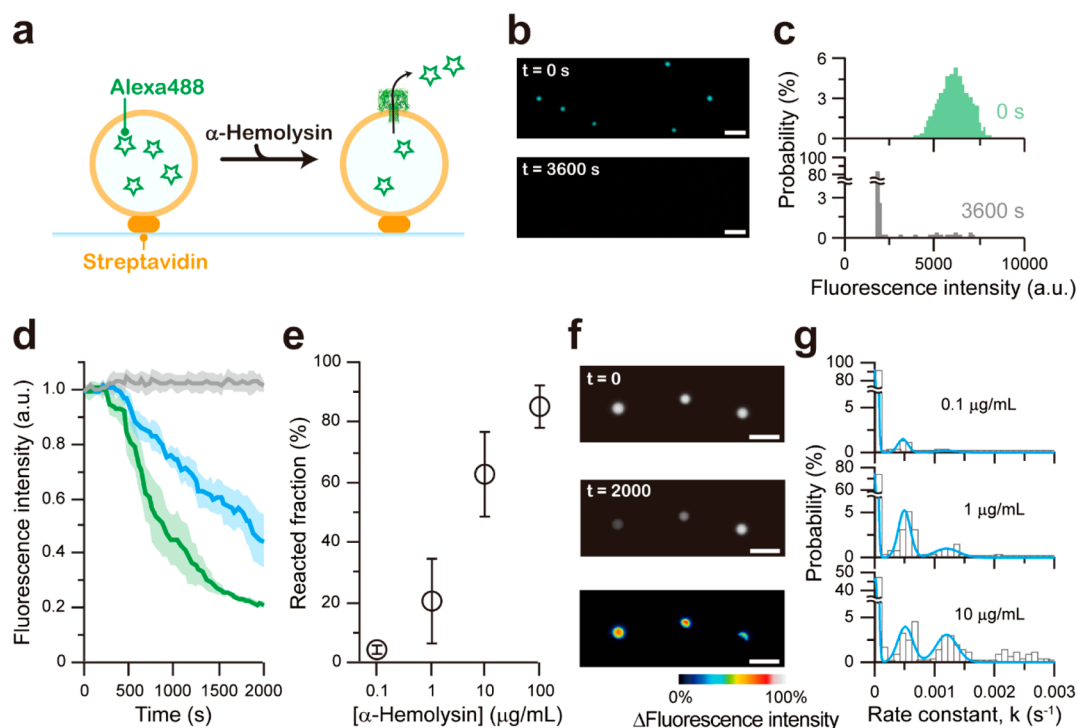 a
Alexa488
α-Hemolysin
Streptavidin
b
t = 0 s
t = 3600 s
c
Probability (%)
6
3
0
0 s
100
80
3
0
3600 s
0
5000
10000
Fluorescence intensity (a.u.)
d
Fluorescence intensity (a.u.)
1.0
0.8
0.6
0.4
0.2
0
0
500
1000
1500
2000
Time (s)
e
Reacted fraction (%)
100
80
60
40
20
0
0.1
1
10
100
[α-Hemolysin] (μg/mL)
f
t = 0
t = 2000
0%
100%
ΔFluorescence intensity
g
Probability (%)
100
80
5
0
0.1 μg/mL
80
60
5
0
1 μg/mL
50
40
4
0
10 μg/mL
0
0.001
0.002
0.003
Rate constant, k (s⁻¹)